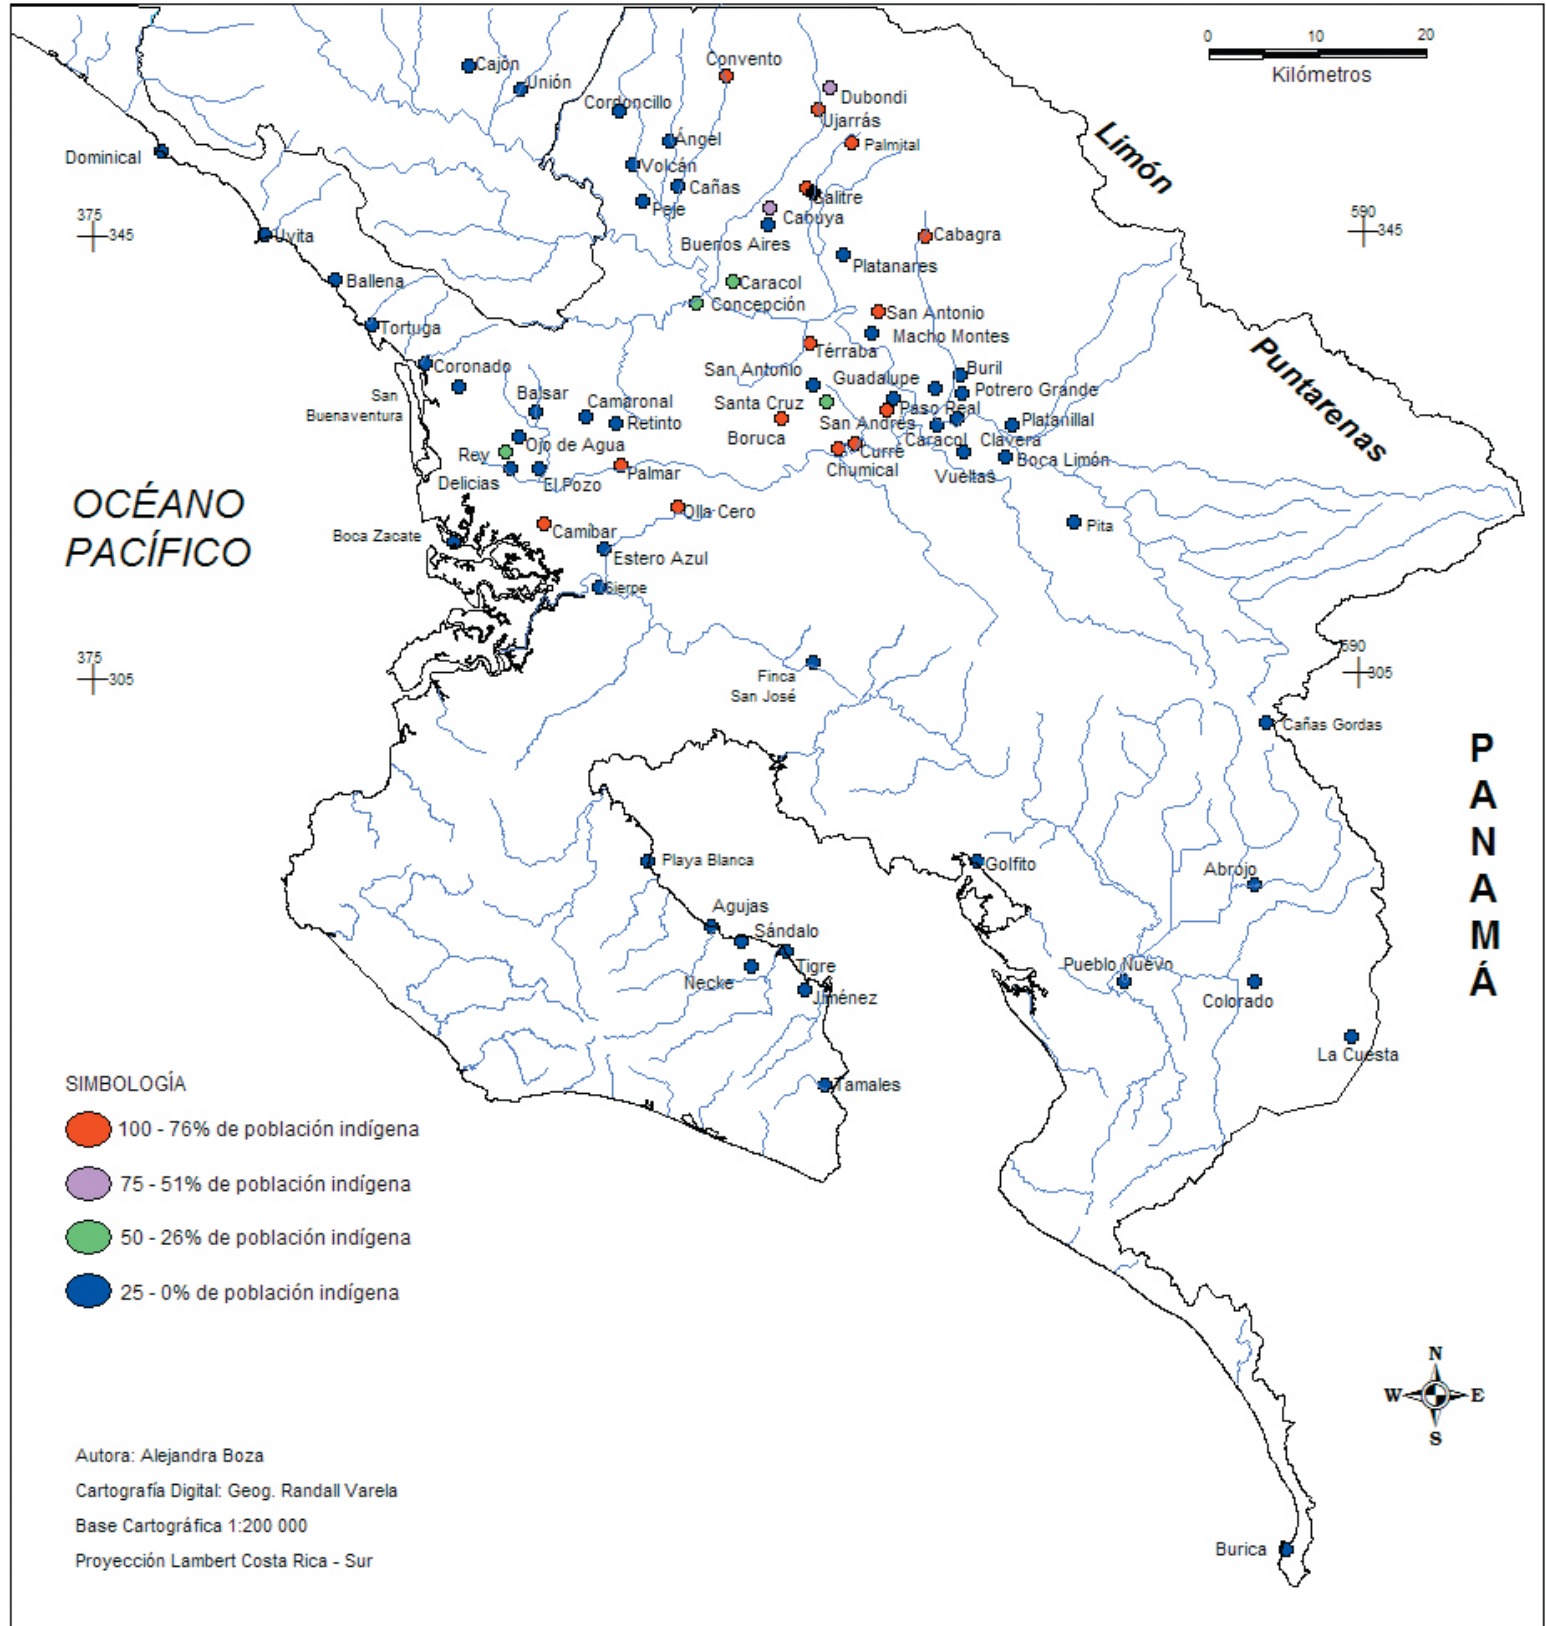 0 10 20
Kilómetros
Cajón
Unión
Convento
Cordoncillo
Dubondi
Ujarrás
Ángel
Palmital
Limón
Dominical
Volcán
Cañas
Salitre
Peje
Cabuya
375
345
Uvita
Buenos Aires
Cabagra
590
345
Platanares
Ballena
Caracol
Concepción
San Antonio
Tortuga
Macho Montes
Térraba
Puntarenas
Coronado
San Antonio
Guadalupe
Buril
Potrero Grande
San
Buenaventura
Balsar
Camaronal
Retinto
Santa Cruz
Paso Real
San Andrés
Platanillal
Boruca
Caracol
Clavera
Ojo de Agua
Rey
Curré
Chumical
Boca Limón
Vueltas
Palmar
Delicias
El Pozo
OCÉANO
PACÍFICO
Olla Cero
Camíbar
Pita
Boca Zacate
Estero Azul
Sierpe
375
305
590
305
Finca
San José
Cañas Gordas
PANAMÁ
Playa Blanca
Golfito
Abrojo
Agujas
Sándalo
Tigre
Necke
Jiménez
Pueblo Nuevo
Colorado
La Cuesta
Tamales
SIMBOLOGÍA
100 - 76% de población indígena
75 - 51% de población indígena
50 - 26% de población indígena
25 - 0% de población indígena
N
W E
S
Autora: Alejandra Boza
Cartografía Digital: Geog. Randall Varela
Base Cartográfica 1:200 000
Proyección Lambert Costa Rica - Sur
Burica